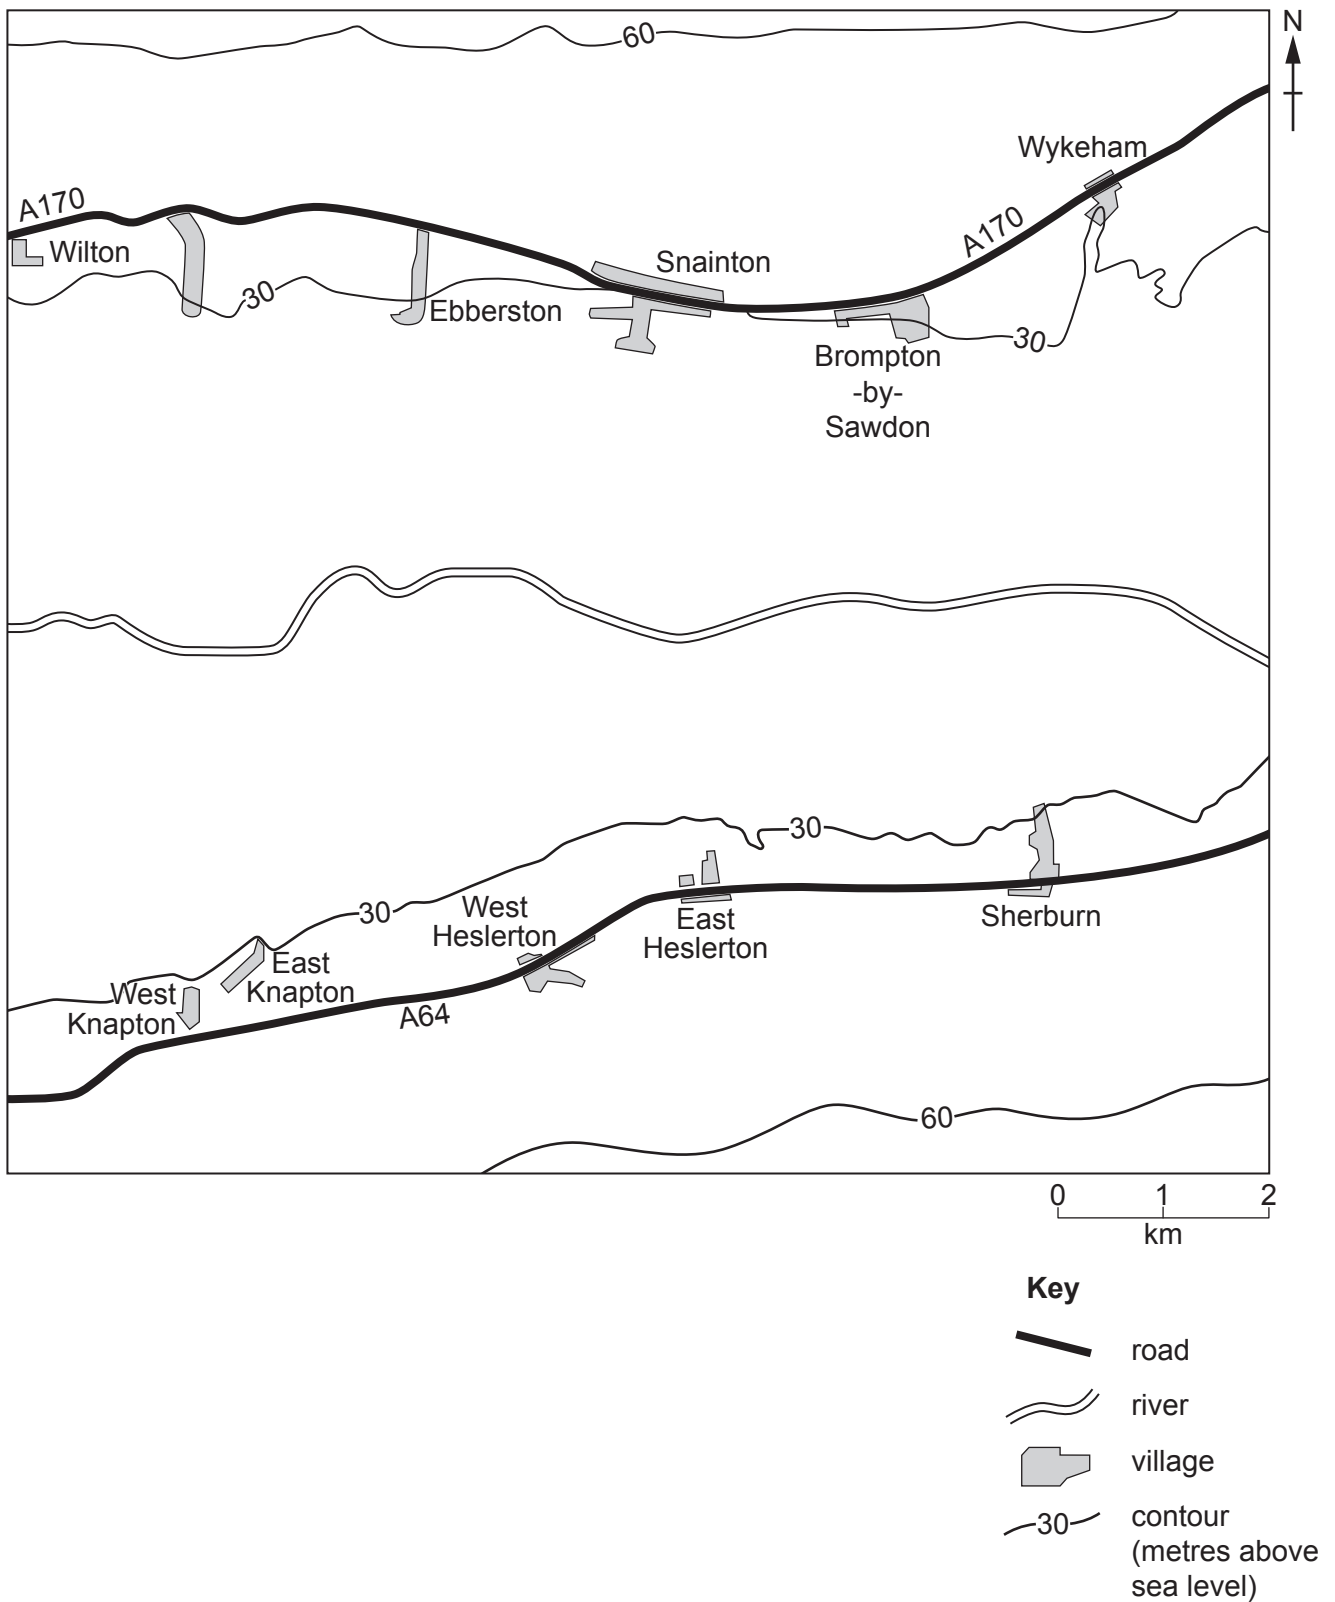 60
N
Wykeham
A170
A170
Wilton
Snainton
30
Ebberston
30
Brompton
-by-
Sawdon
30
30
West
Heslerton
East
Heslerton
Sherburn
East
Knapton
West
Knapton
A64
60
0 1 2
km
Key
road
river
village
30
contour
(metres above
sea level)